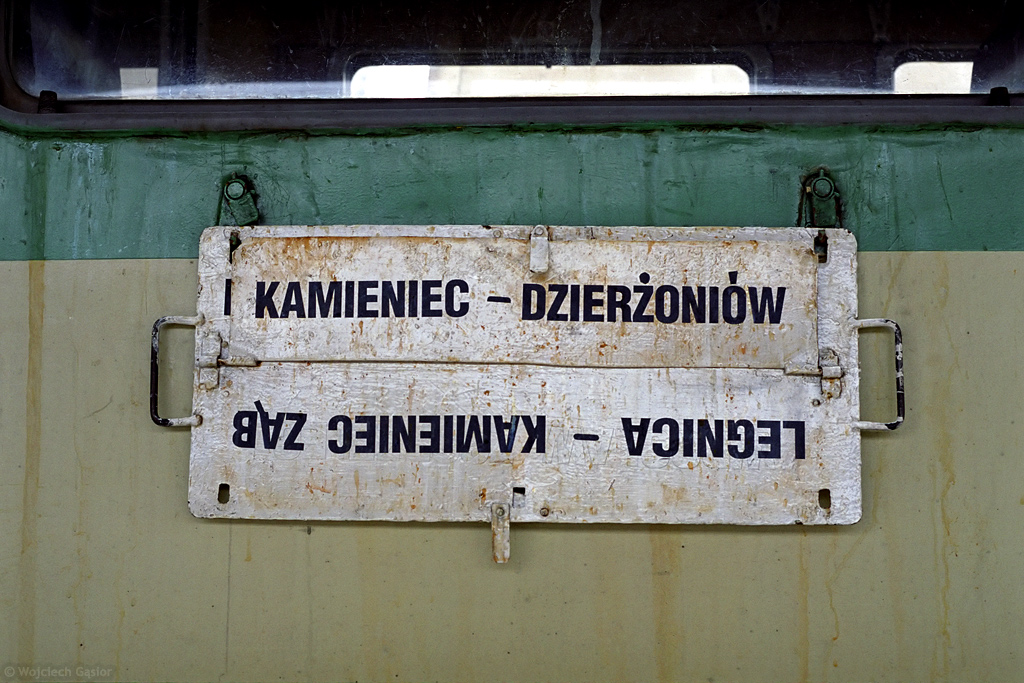 KAMIENIEC – DZIERŻONIÓW
LEGNICA – KAMIENIEC ZĄB
© Wojciech Gąsior